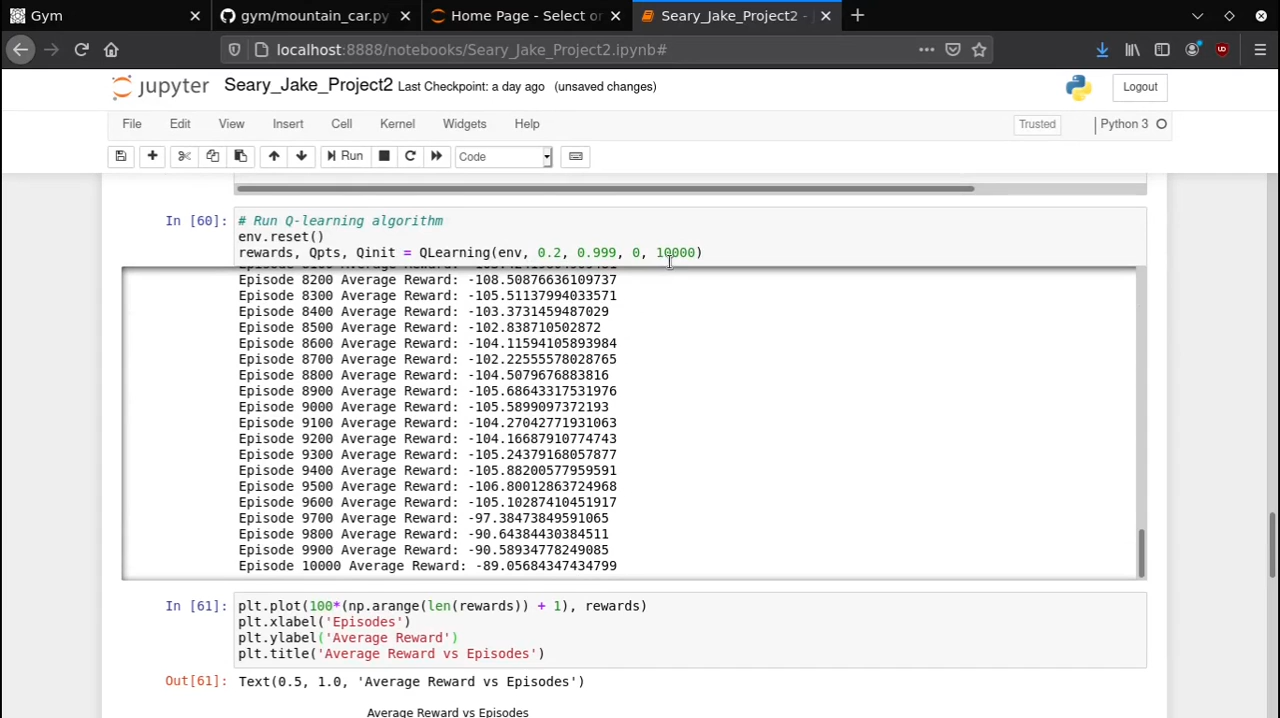 Gym
gym/mountain_car.py
Home Page - Select or
Seary_Jake_Project2 - J
localhost:8888/notebooks/Seary_Jake_Project2.ipynb#
jupyter Seary_Jake_Project2 Last Checkpoint: a day ago (unsaved changes)
Logout
File Edit View Insert Cell Kernel Widgets Help
Trusted
Python 3
Run
Code
In [60]:
# Run Q-learning algorithm
env.reset()
rewards, Qpts, Qinit = QLearning(env, 0.2, 0.999, 0, 10000)
Episode 8200 Average Reward: -108.50876636109737
Episode 8300 Average Reward: -105.51137994033571
Episode 8400 Average Reward: -103.3731459487029
Episode 8500 Average Reward: -102.838710502872
Episode 8600 Average Reward: -104.11594105893984
Episode 8700 Average Reward: -102.22555578028765
Episode 8800 Average Reward: -104.5079676883816
Episode 8900 Average Reward: -105.68643317531976
Episode 9000 Average Reward: -105.5899097372193
Episode 9100 Average Reward: -104.27042771931063
Episode 9200 Average Reward: -104.16687910774743
Episode 9300 Average Reward: -105.24379168057877
Episode 9400 Average Reward: -105.88200577959591
Episode 9500 Average Reward: -106.80012863724968
Episode 9600 Average Reward: -105.10287410451917
Episode 9700 Average Reward: -97.38473849591065
Episode 9800 Average Reward: -90.64384430384511
Episode 9900 Average Reward: -90.58934778249085
Episode 10000 Average Reward: -89.05684347434799
In [61]:
plt.plot(100*(np.arange(len(rewards)) + 1), rewards)
plt.xlabel('Episodes')
plt.ylabel('Average Reward')
plt.title('Average Reward vs Episodes')
Out[61]: Text(0.5, 1.0, 'Average Reward vs Episodes')
Average Reward vs Episodes